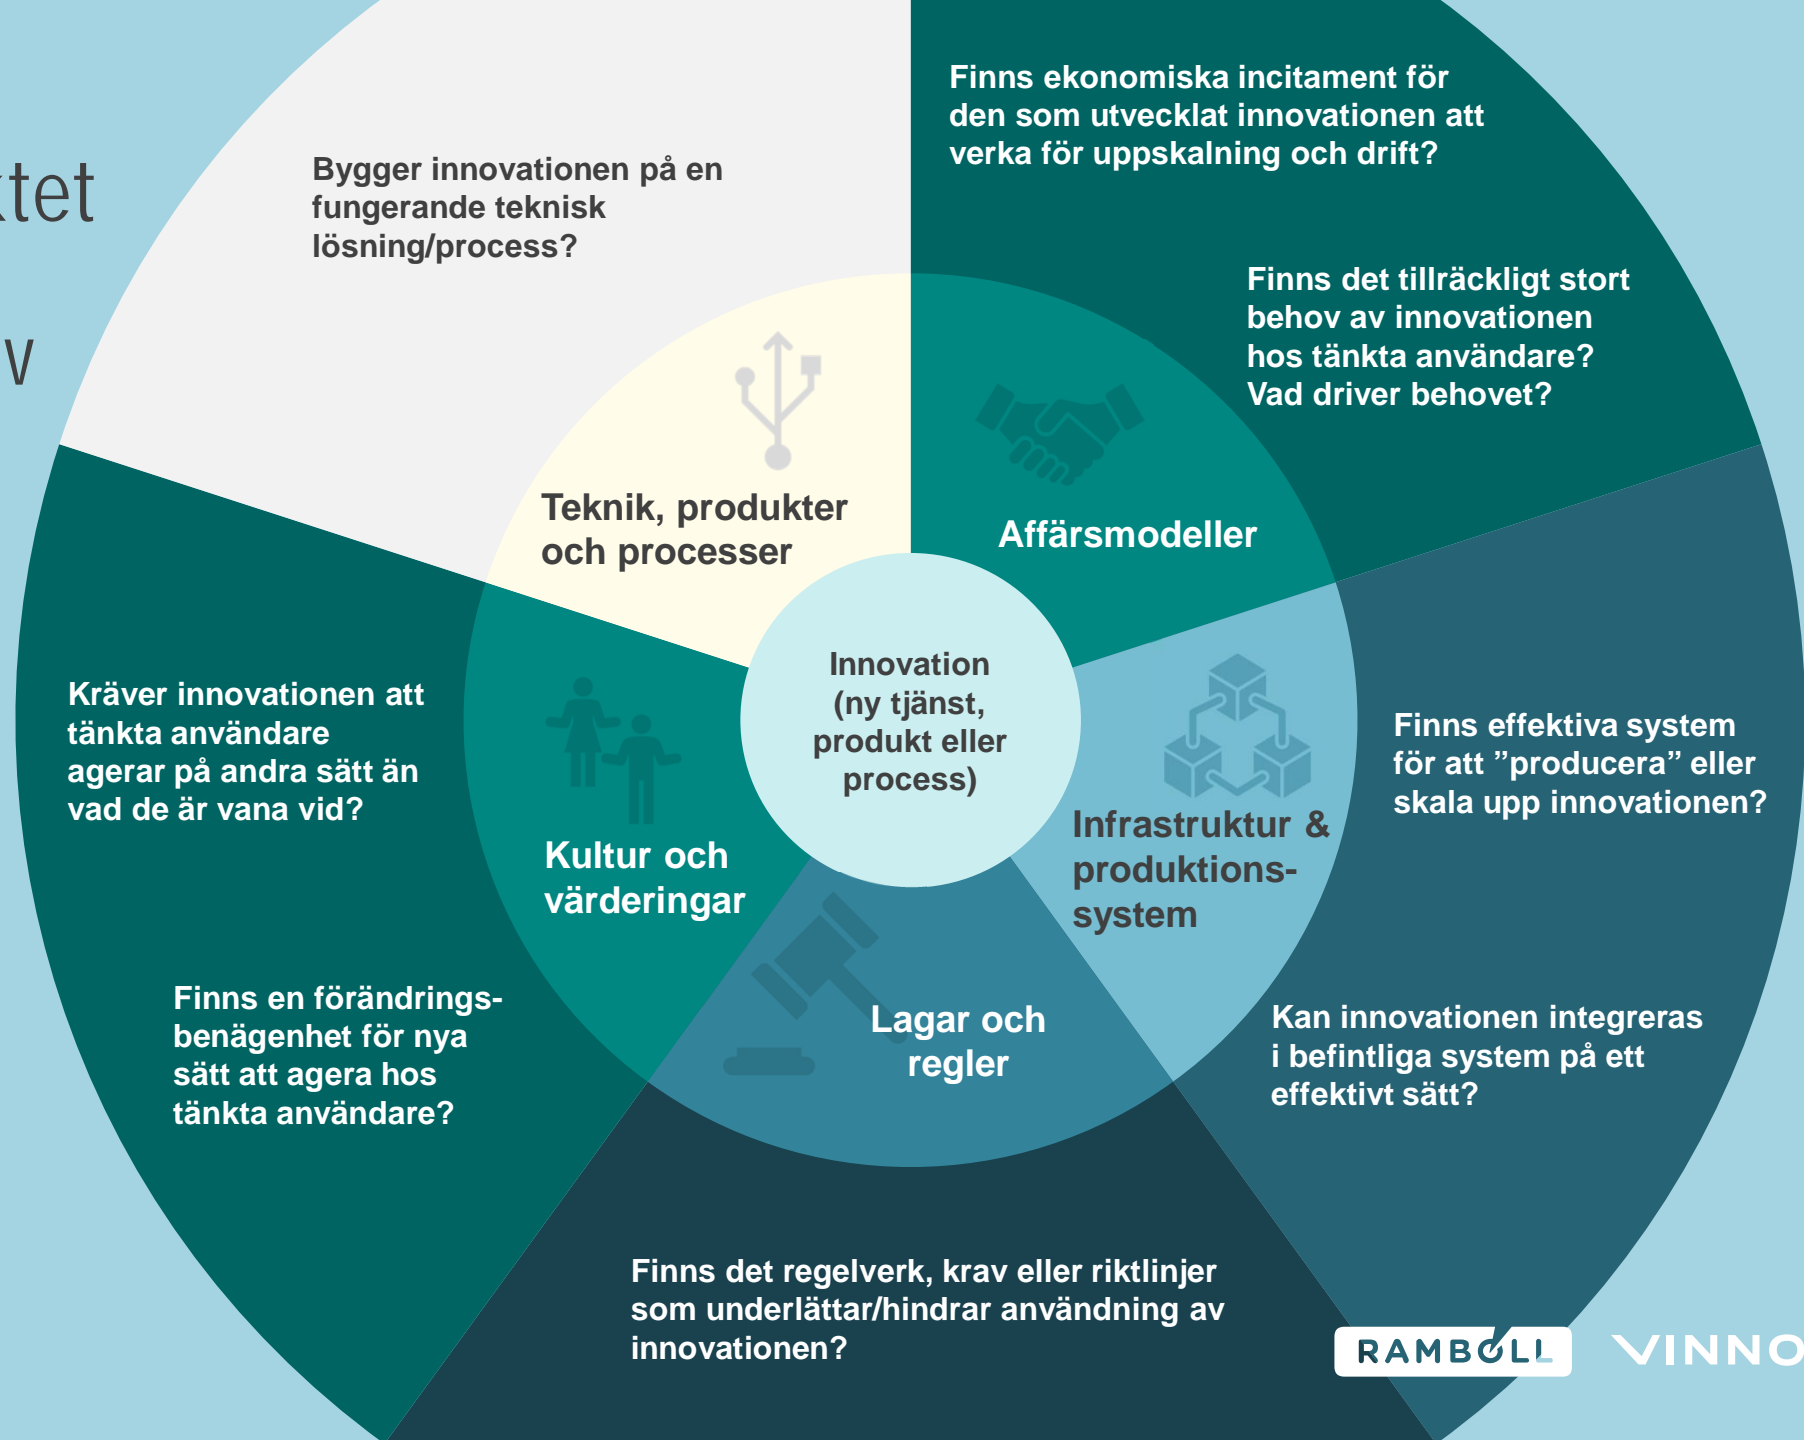 Finns ekonomiska incitament för
den som utvecklat innovationen att
verka för uppskalning och drift?
Bygger innovationen på en
fungerande teknisk
lösning/process?
Finns det tillräckligt stort
behov av innovationen
hos tänkta användare?
Vad driver behovet?
Teknik, produkter
och processer
Affärsmodeller
Innovation
(ny tjänst,
produkt eller
process)
Kräver innovationen att
tänkta användare
agerar på andra sätt än
vad de är vana vid?
Finns effektiva system
för att ”producera” eller
skala upp innovationen?
Infrastruktur &
produktions-
system
Kultur och
värderingar
Finns en förändrings-
benägenhet för nya
sätt att agera hos
tänkta användare?
Lagar och
regler
Kan innovationen integreras
i befintliga system på ett
effektivt sätt?
Finns det regelverk, krav eller riktlinjer
som underlättar/hindrar användning av
innovationen?
RAMBOLL
VINNO